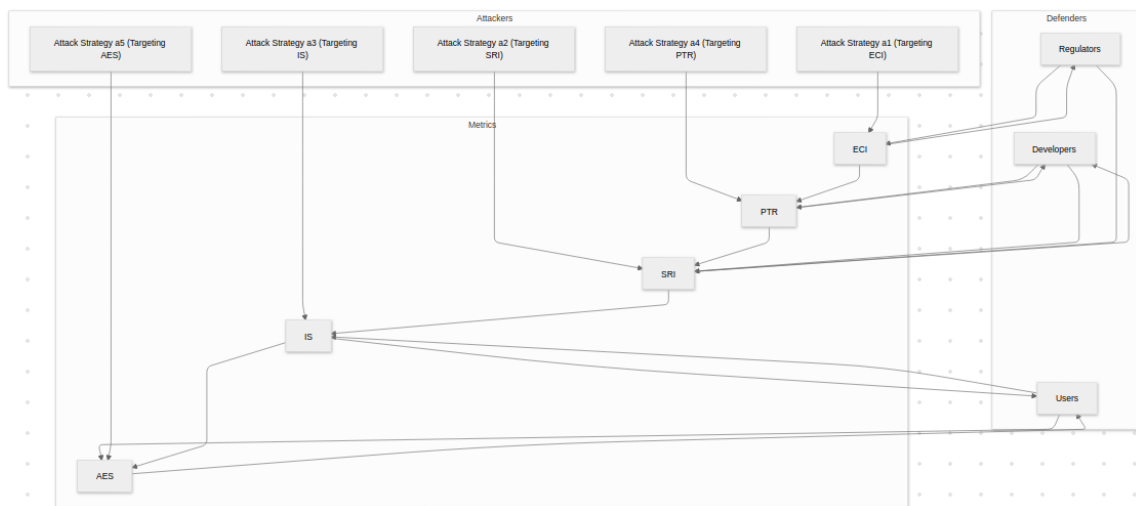 Attackers
Defenders
Attack Strategy a5 (Targeting
AES)
Attack Strategy a3 (Targeting
IS)
Attack Strategy a2 (Targeting
SRI)
Attack Strategy a4 (Targeting
PTR)
Attack Strategy a1 (Targeting
ECI)
Regulators
Metrics
ECI
Developers
PTR
SRI
IS
Users
AES